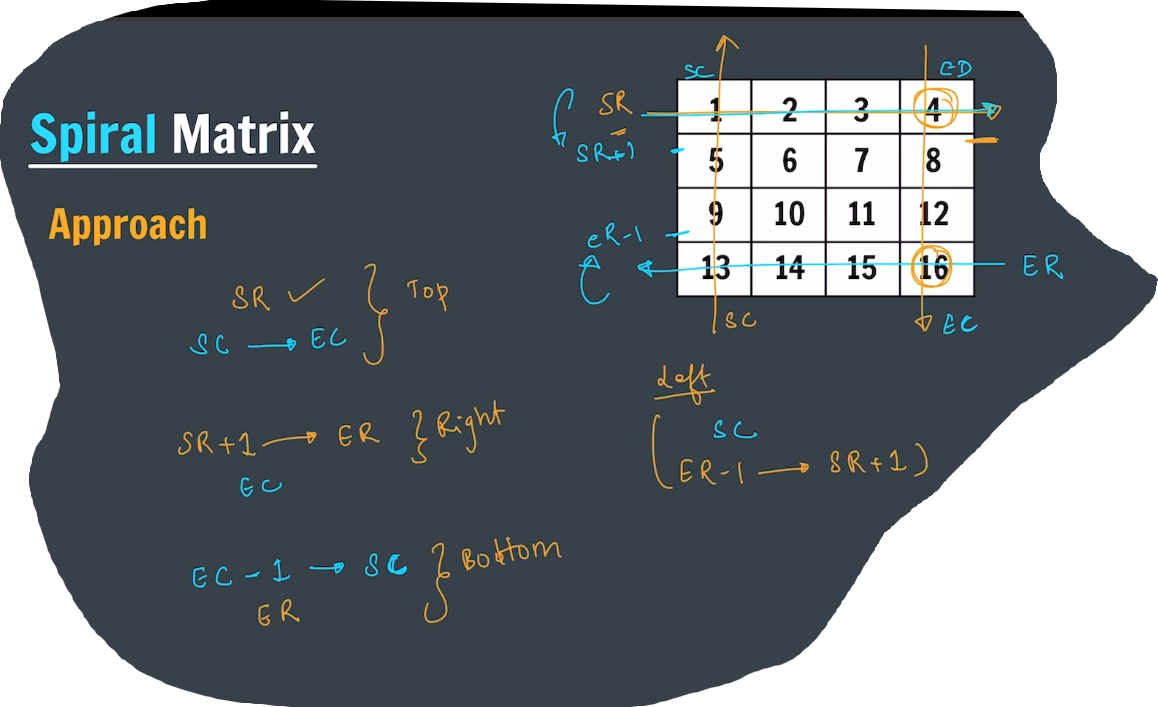 Spiral Matrix
Approach
SR ✓ } Top
SC → EC
SR+1 → ER } Right
EC
EC-1 → SC } Bottom
ER
SC ED
SR 1 2 3 4
SR+1 5 6 7 8
9 10 11 12
eR-1
13 14 15 16 ER
SC EC
Left
( SC
ER-1 → SR+1 )